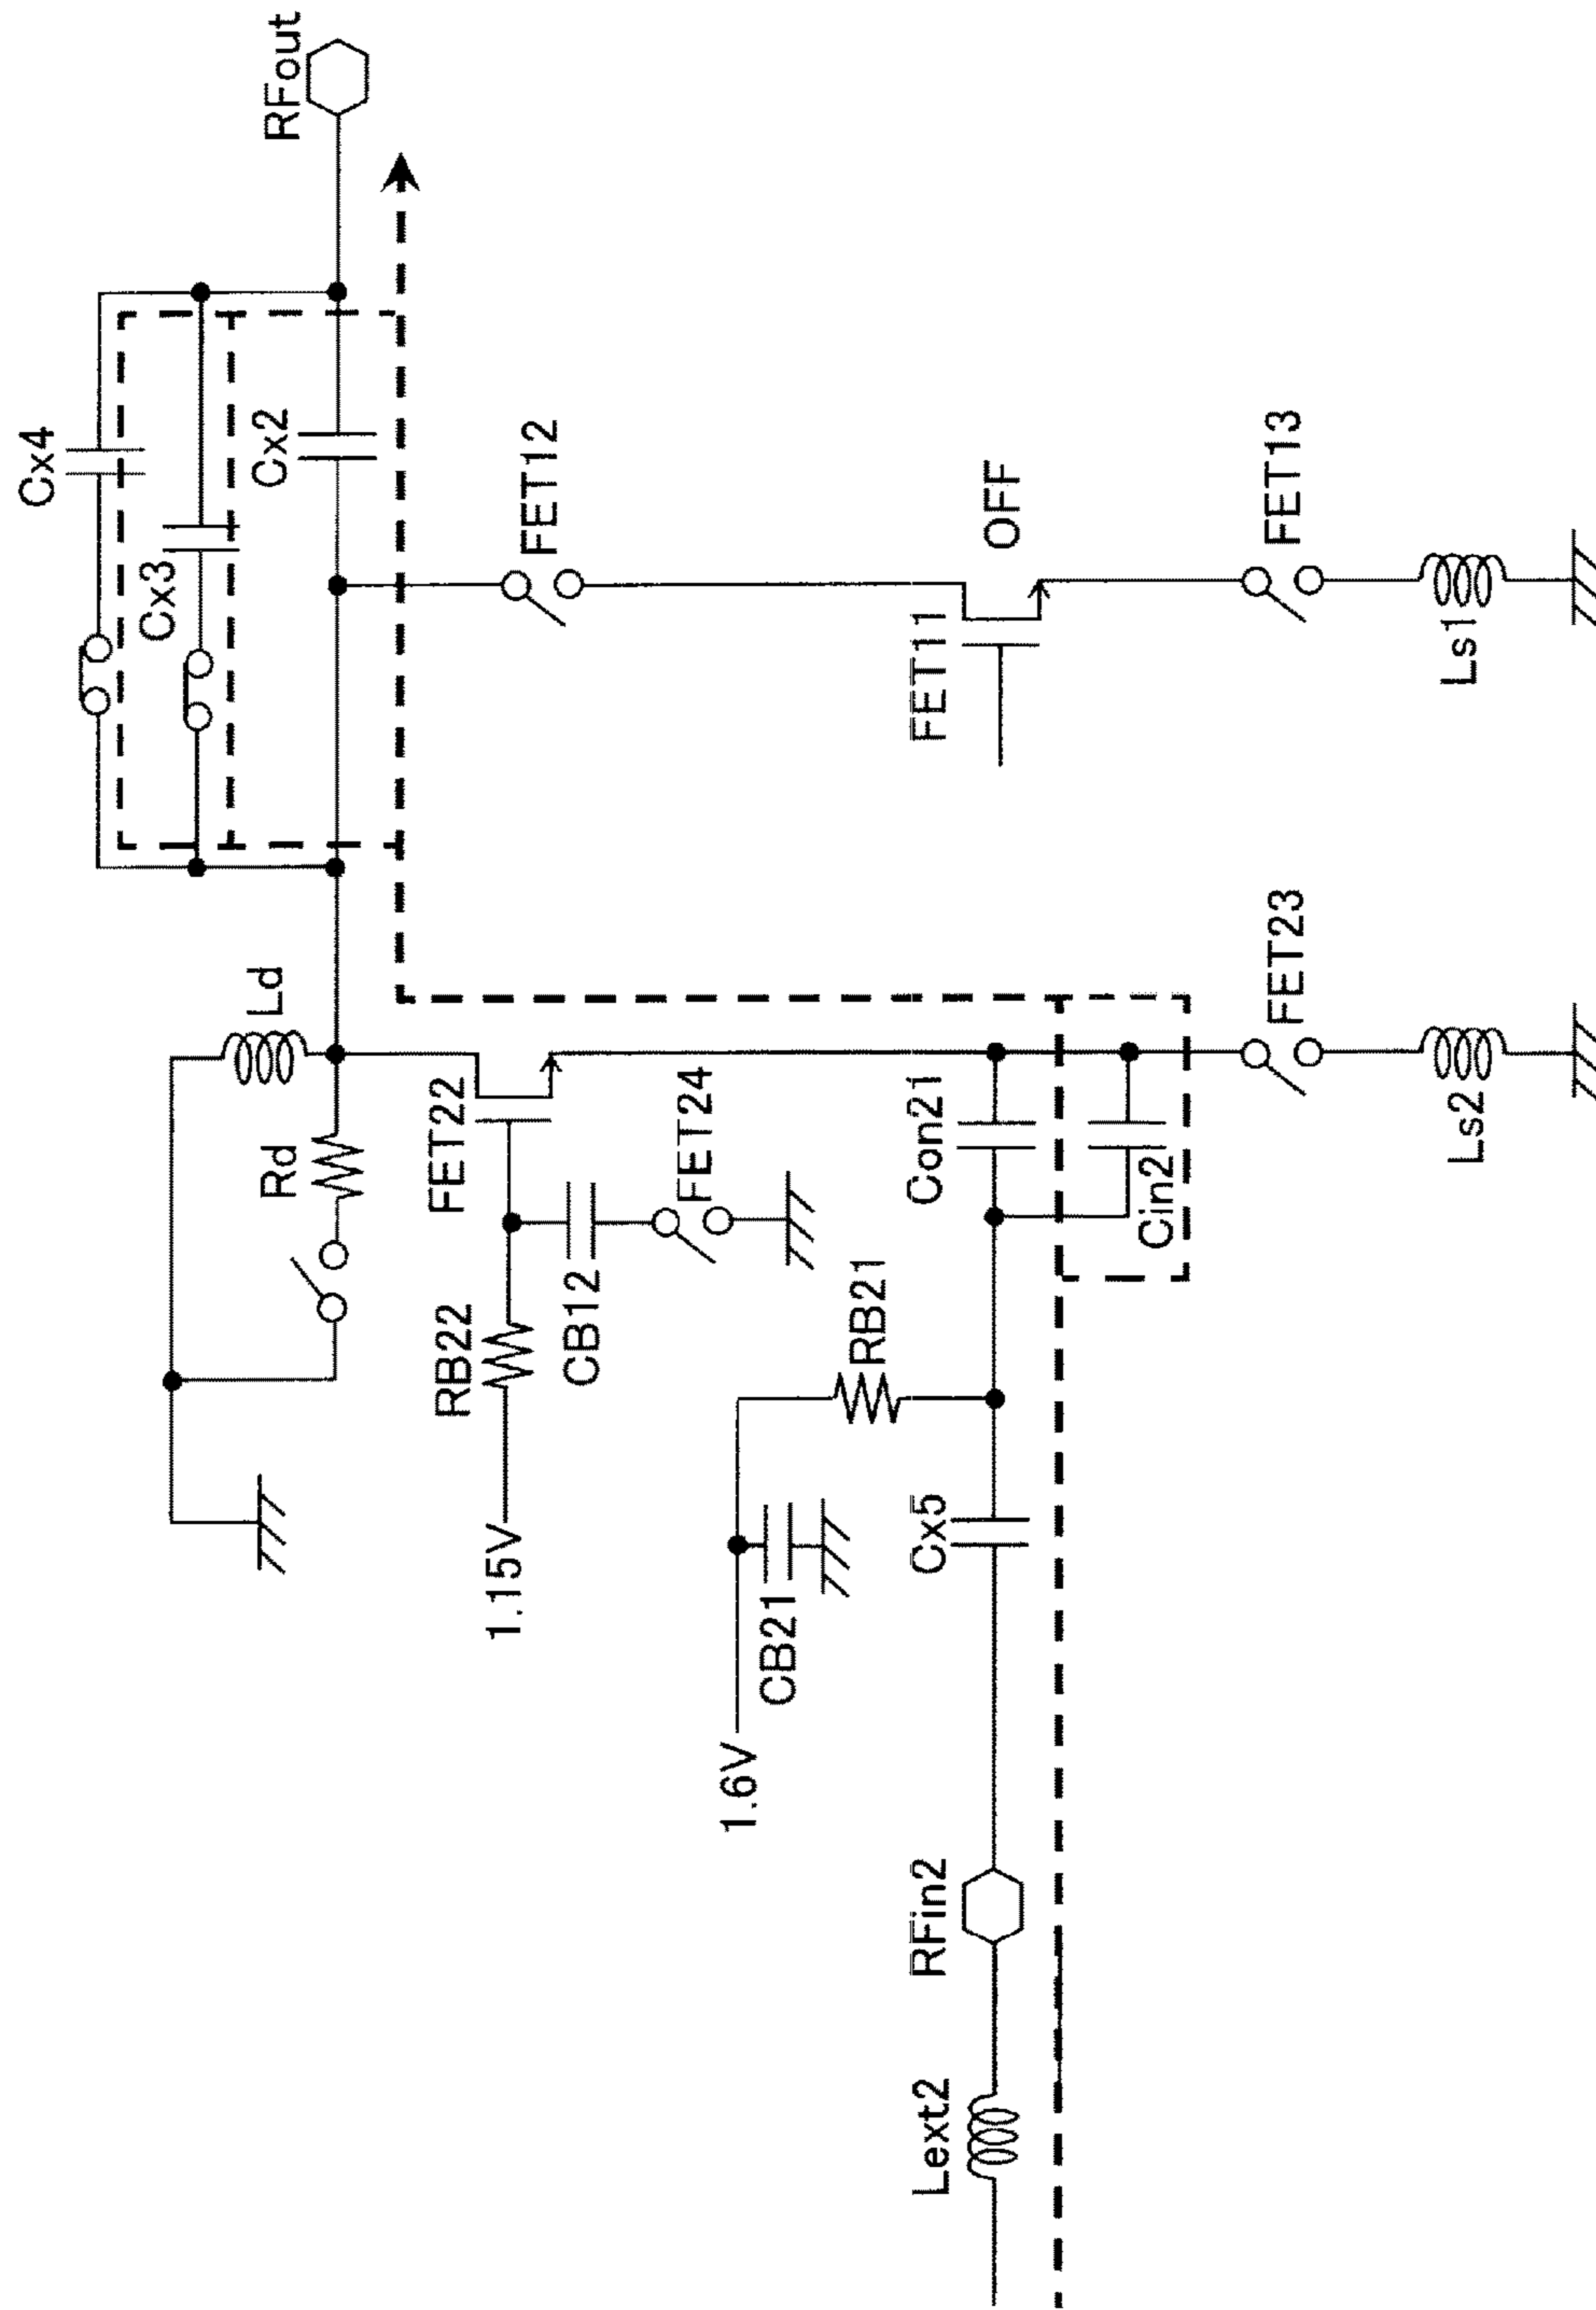 RFout
Cx4
Cx3
Cx2
FET12
OFF
FET11
FET13
Ls1
Ld
Rd
FET22
FET24
RB22
CB12
1.15V
Con21
Cin21
FET23
Ls2
RB21
CB21
1.6V
Cx5
RFin2
Lext2